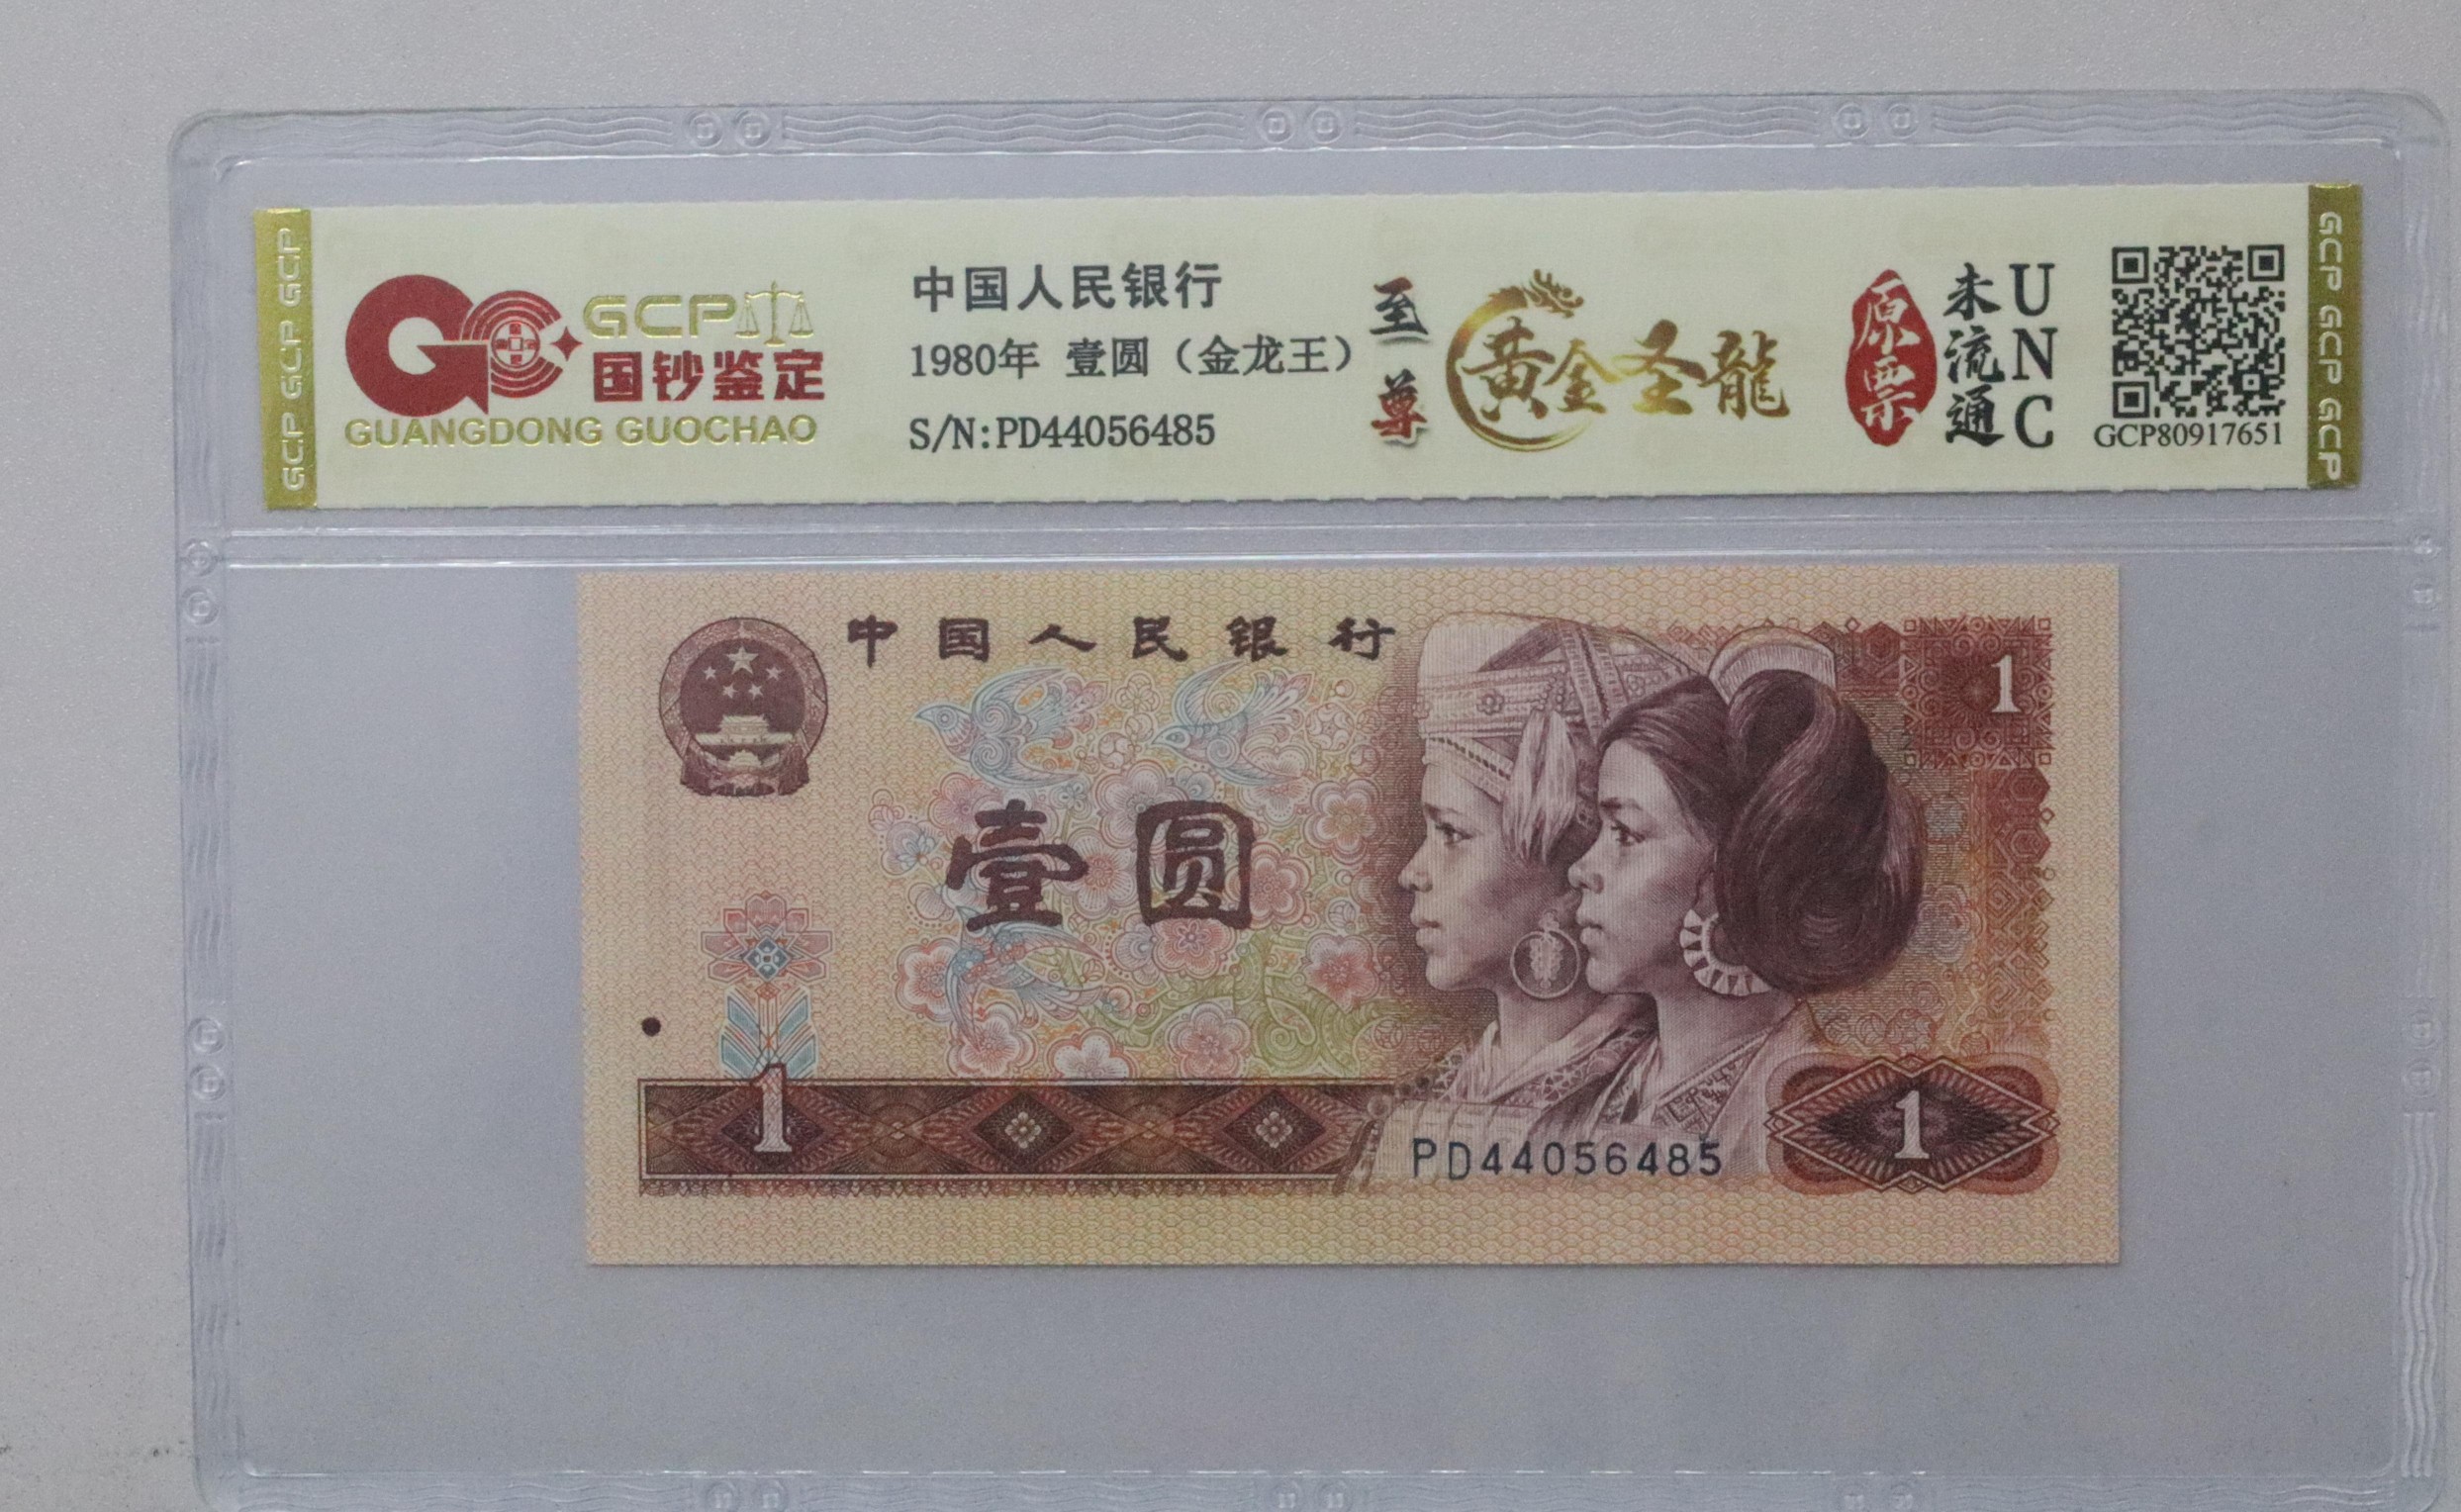 GCP GCP GCP
GCP
国钞鉴定
GUANGDONG GUOCHAO
中国人民银行
1980年 壹圆（金龙王）
S/N:PD44056485
至尊
黄金圣龍
原票
未流通
UNC
GCP80917651
GCP GCP GCP
中国人民银行
壹圆
1
1
PD44056485
1